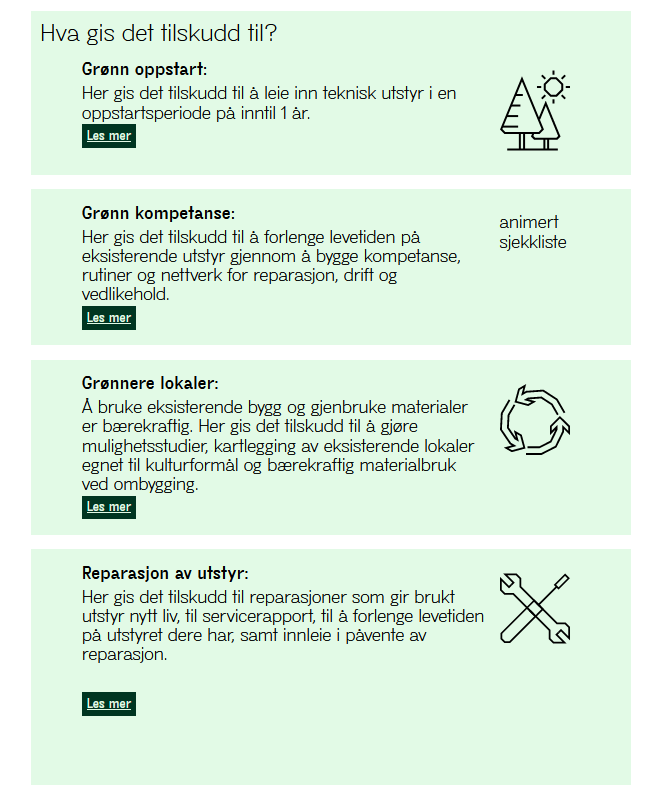 Hva gis det tilskudd til?
Grønn oppstart:
Her gis det tilskudd til å leie inn teknisk utstyr i en
oppstartsperiode på inntil 1 år.
Les mer
Grønn kompetanse:
Her gis det tilskudd til å forlenge levetiden på
eksisterende utstyr gjennom å bygge kompetanse,
rutiner og nettverk for reparasjon, drift og
vedlikehold.
Les mer
animert
sjekkliste
Grønnere lokaler:
Å bruke eksisterende bygg og gjenbruke materialer
er bærekraftig. Her gis det tilskudd til å gjøre
mulighetsstudier, kartlegging av eksisterende lokaler
egnet til kulturformål og bærekraftig materialbruk
ved ombygging.
Les mer
Reparasjon av utstyr:
Her gis det tilskudd til reparasjoner som gir brukt
utstyr nytt liv, til servicerapport, til å forlenge levetiden
på utstyret dere har, samt innleie i påvente av
reparasjon.
Les mer